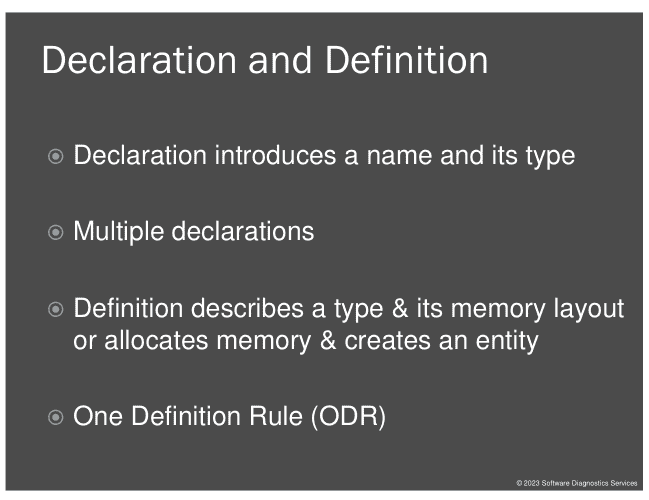 Declaration and Definition
Declaration introduces a name and its type
Multiple declarations
Definition describes a type & its memory layout
or allocates memory & creates an entity
One Definition Rule (ODR)
© 2023 Software Diagnostics Services